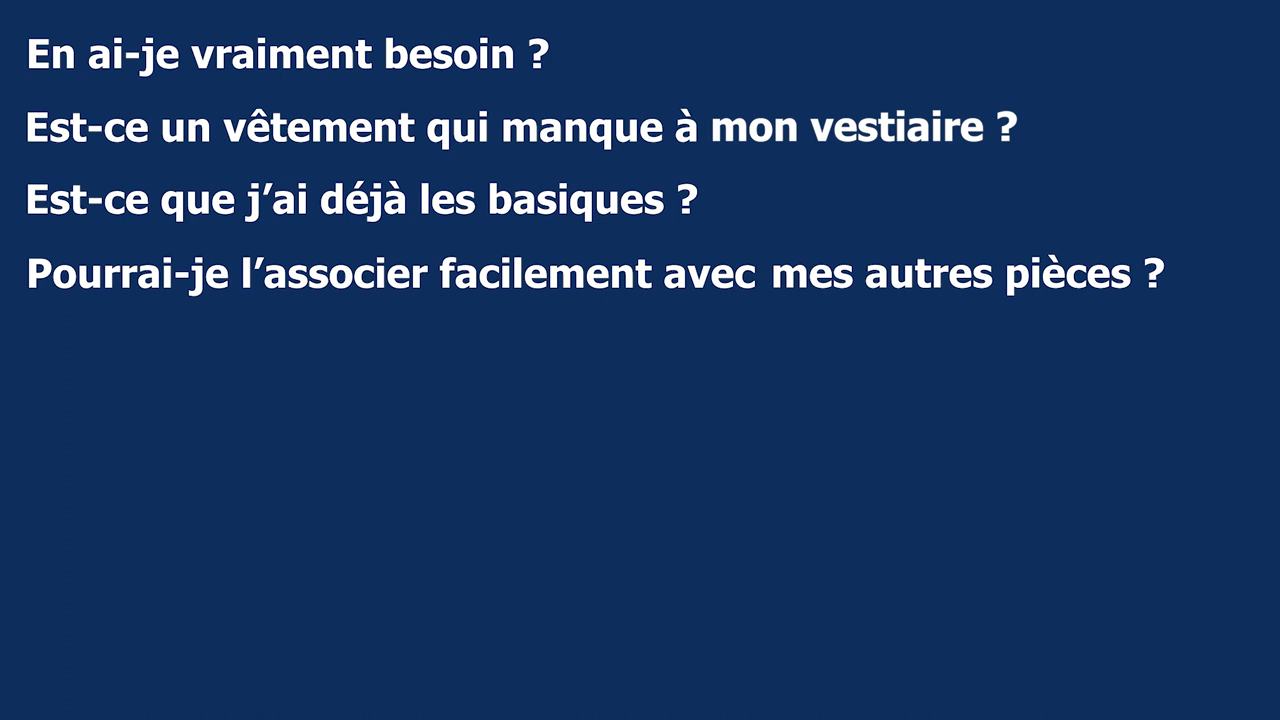 En ai-je vraiment besoin ?
Est-ce un vêtement qui manque à mon vestiaire ?
Est-ce que j’ai déjà les basiques ?
Pourrai-je l’associer facilement avec mes autres pièces ?